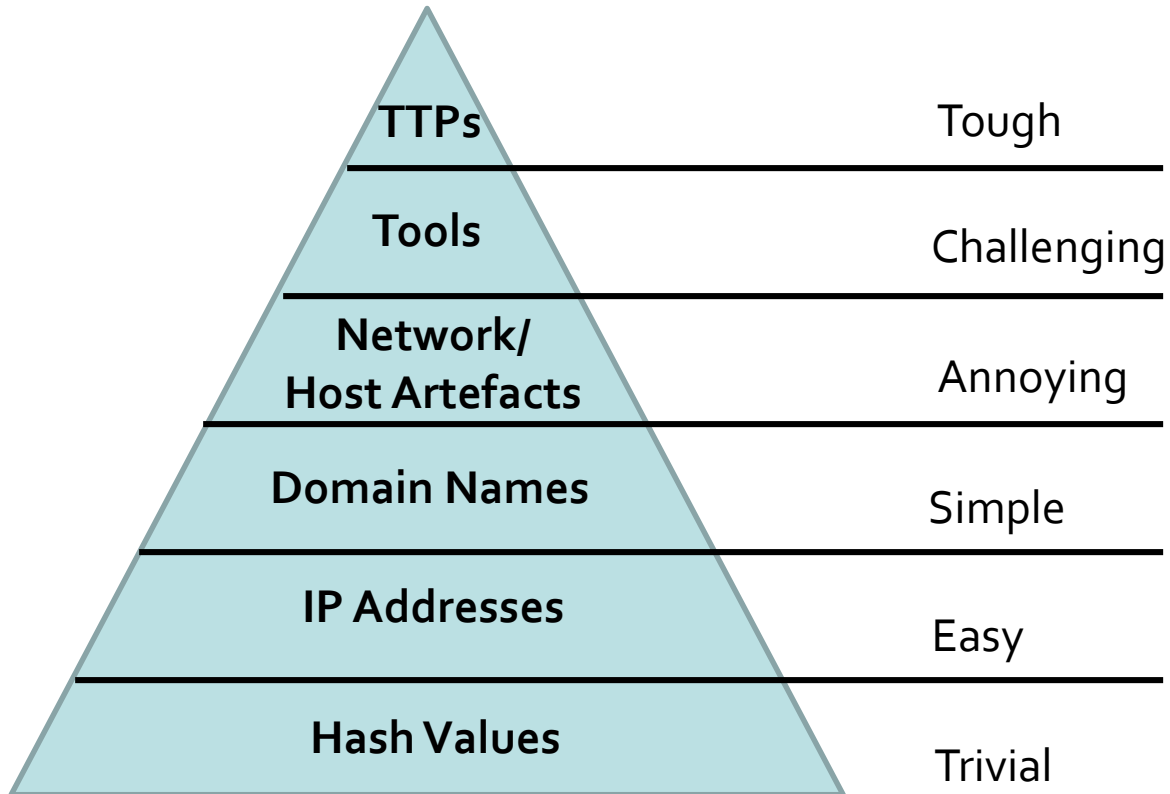 TTPs
Tough
Tools
Challenging
Network/
Host Artefacts
Annoying
Domain Names
Simple
IP Addresses
Easy
Hash Values
Trivial